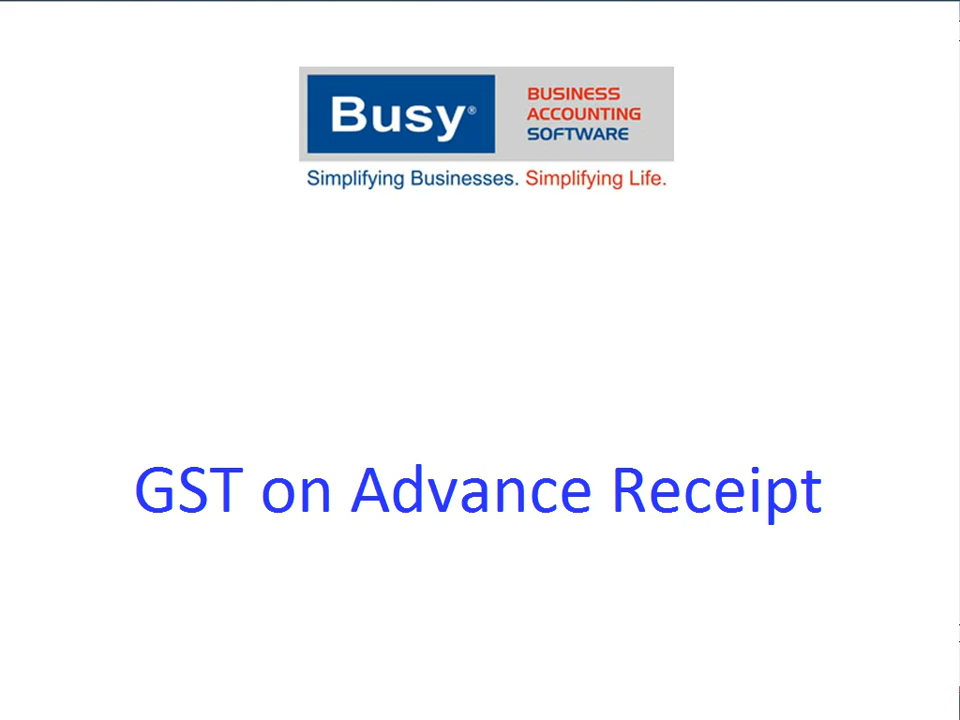 Busy®
BUSINESS
ACCOUNTING
SOFTWARE
Simplifying Businesses. Simplifying Life.
GST on Advance Receipt